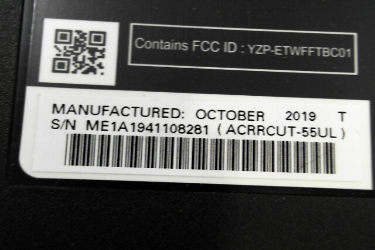 Contains FCC ID : YZP-ETWFFTBC01
MANUFACTURED: OCTOBER 2019 T
S/N ME1A1941108281 ( ACRRCUT-55UL )